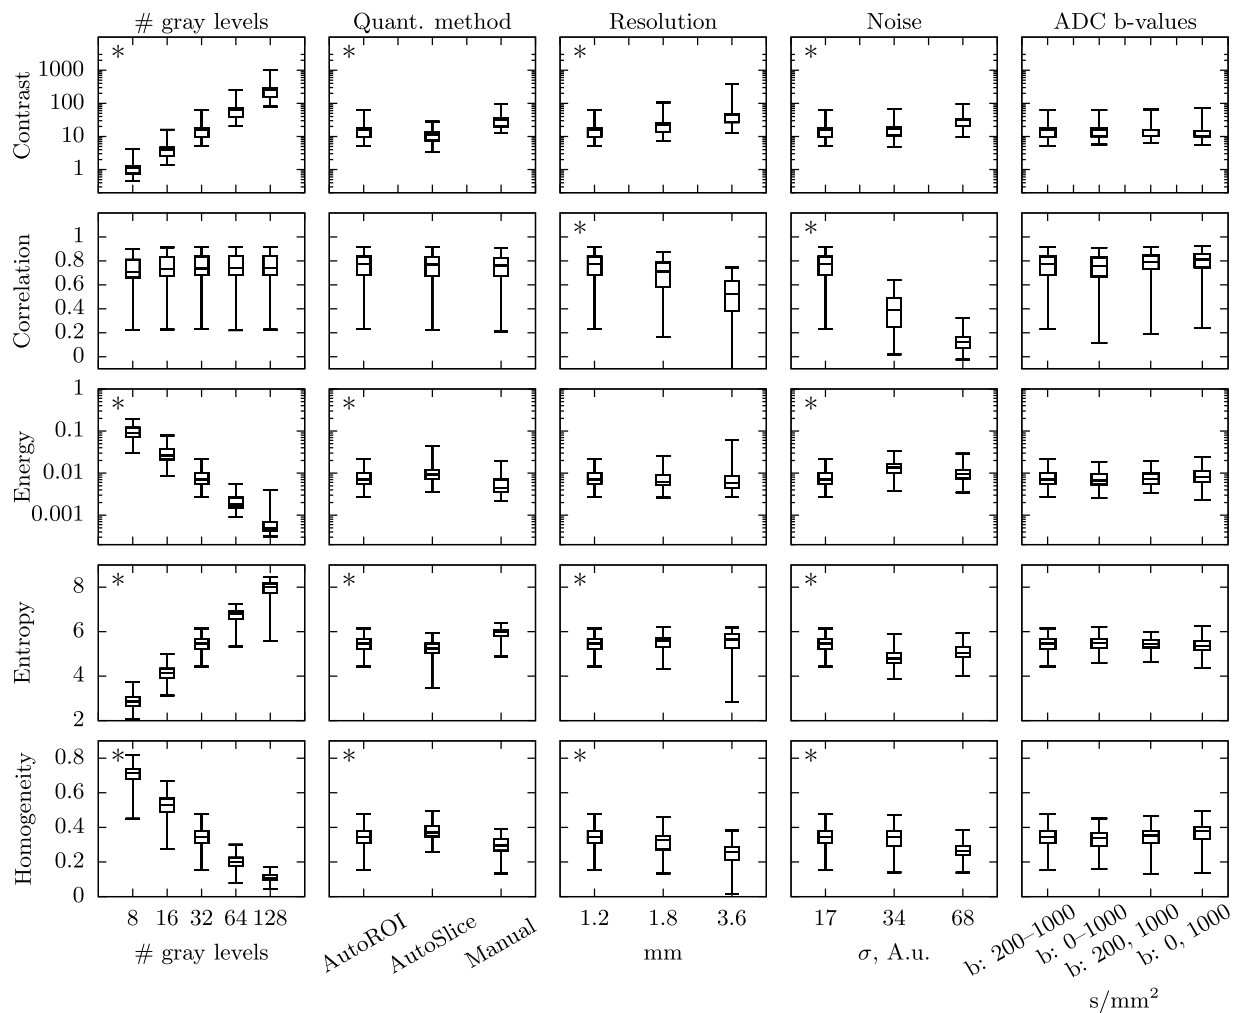 # gray levels Quant. method Resolution Noise ADC b-values
* * * *
Contrast
1000
100
10
1
* *
Correlation
1
0.8
0.6
0.4
0.2
0
* * *
Energy
1
0.1
0.01
0.001
* * * *
Entropy
8
6
4
2
* * * *
Homogeneity
0.8
0.6
0.4
0.2
0
8 16 32 64 128 AutoROI AutoSlice Manual 1.2 1.8 3.6 17 34 68 b: 200–1000 b: 0–1000 b: 200, 1000 b: 0, 1000
# gray levels mm σ, A.u.
s/mm²